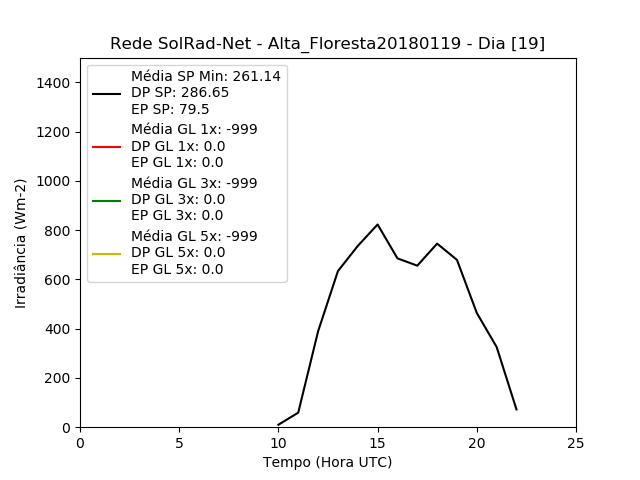 Rede SolRad-Net - Alta_Floresta20180119 - Dia [19]
Média SP Min: 261.14
DP SP: 286.65
EP SP: 79.5
Média GL 1x: -999
DP GL 1x: 0.0
EP GL 1x: 0.0
Média GL 3x: -999
DP GL 3x: 0.0
EP GL 3x: 0.0
Média GL 5x: -999
DP GL 5x: 0.0
EP GL 5x: 0.0
Irradiância (Wm-2)
1400
1200
1000
800
600
400
200
0
0 5 10 15 20 25
Tempo (Hora UTC)